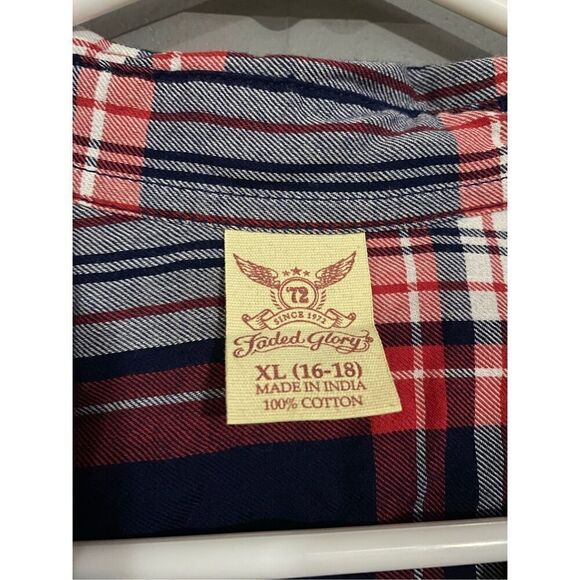 '72
SINCE 1972
Faded Glory
XL (16-18)
MADE IN INDIA
100% COTTON